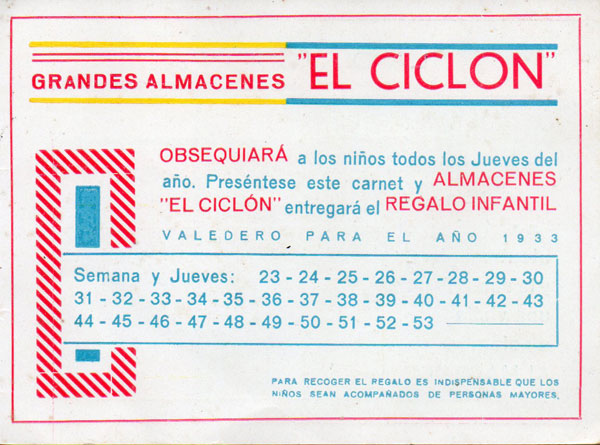 GRANDES ALMACENES "EL CICLON"
OBSEQUIARÁ a los niños todos los Jueves del
año. Preséntese este carnet y ALMACENES
"EL CICLÓN" entregará el REGALO INFANTIL
VALEDERO PARA EL AÑO 1933
Semana y Jueves: 23 - 24 - 25 - 26 - 27 - 28 - 29 - 30
31 - 32 - 33 - 34 - 35 - 36 - 37 - 38 - 39 - 40 - 41 - 42 - 43
44 - 45 - 46 - 47 - 48 - 49 - 50 - 51 - 52 - 53
PARA RECOGER EL REGALO ES INDISPENSABLE QUE LOS
NIÑOS SEAN ACOMPAÑADOS DE PERSONAS MAYORES.